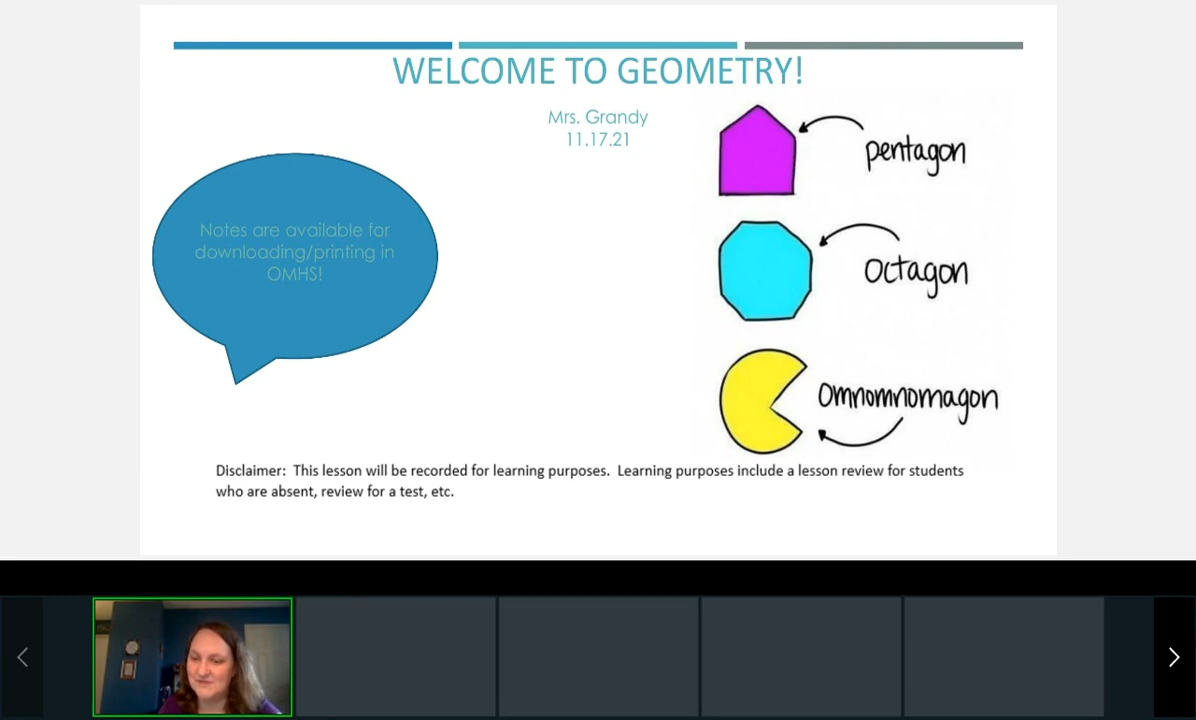 WELCOME TO GEOMETRY!
Mrs. Grandy
11.17.21
pentagon
Notes are available for
downloading/printing in
OMHS!
Octagon
Omnomnomagon
Disclaimer:  This lesson will be recorded for learning purposes.  Learning purposes include a lesson review for students
who are absent, review for a test, etc.